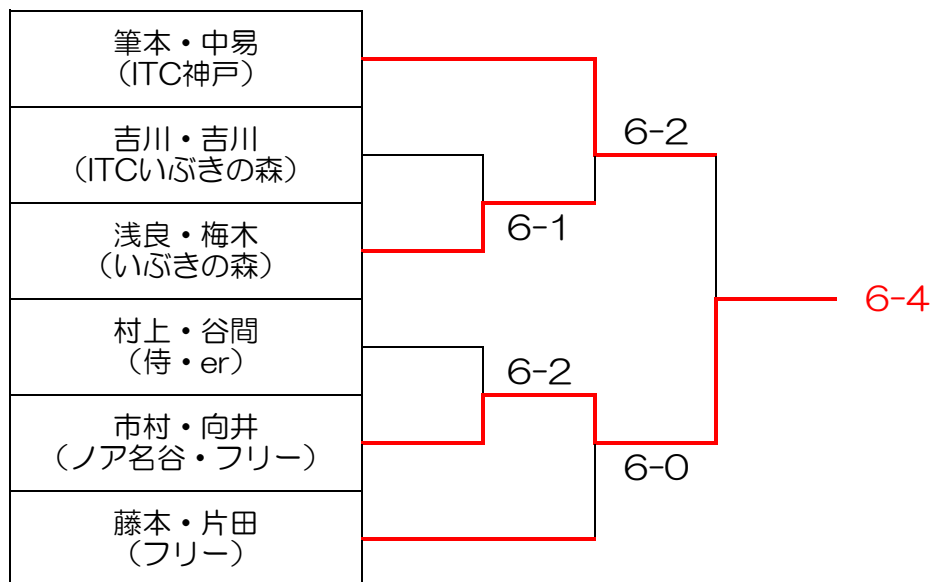 筆本・中易
(ITC神戸)
吉川・吉川
(ITCいぶきの森)
浅良・梅木
(いぶきの森)
村上・谷間
(侍・er)
市村・向井
(ノア名谷・フリー)
藤本・片田
(フリー)
6-2
6-1
6-4
6-2
6-0